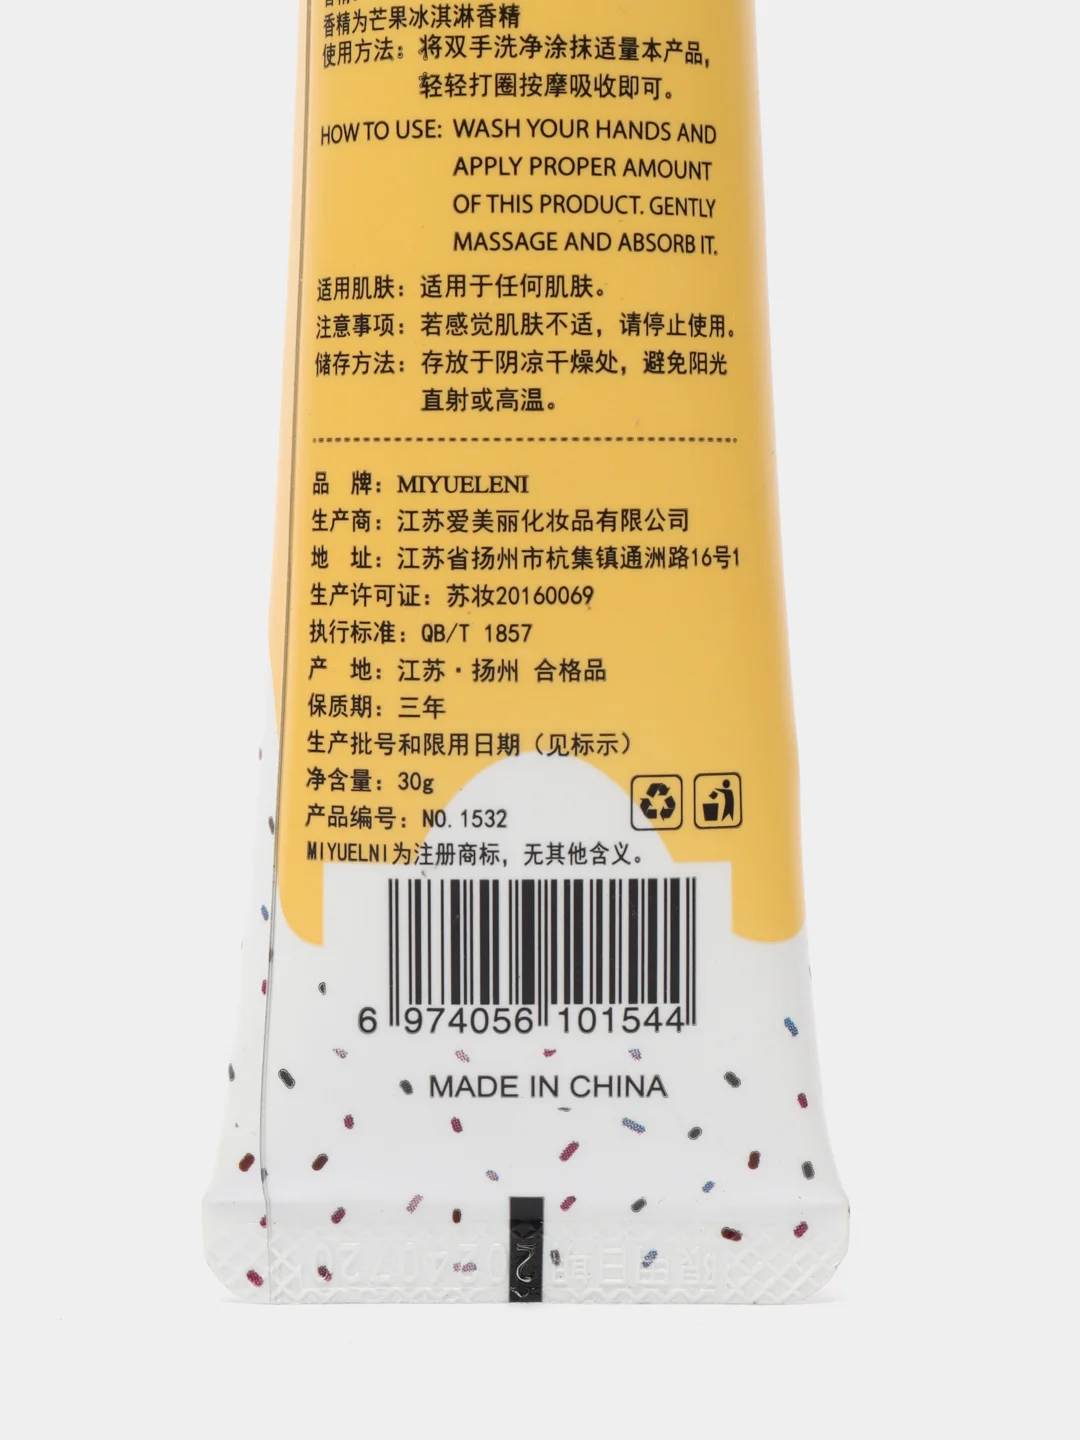 香精为芒果冰淇淋香精
使用方法：将双手洗净涂抹适量本产品，
轻轻打圈按摩吸收即可。
HOW TO USE: WASH YOUR HANDS AND
APPLY PROPER AMOUNT
OF THIS PRODUCT. GENTLY
MASSAGE AND ABSORB IT.
适用肌肤：适用于任何肌肤。
注意事项：若感觉肌肤不适，请停止使用。
储存方法：存放于阴凉干燥处，避免阳光
直射或高温。
品 牌：MIYUELENI
生产商：江苏爱美丽化妆品有限公司
地 址：江苏省扬州市杭集镇通洲路16号1
生产许可证：苏妆20160069
执行标准：QB/T 1857
产 地：江苏·扬州 合格品
保质期：三年
生产批号和限用日期（见标示）
净含量：30g
产品编号：NO.1532
MIYUELNI为注册商标，无其他含义。
6 974056 101544
MADE IN CHINA
限用日期 20240720